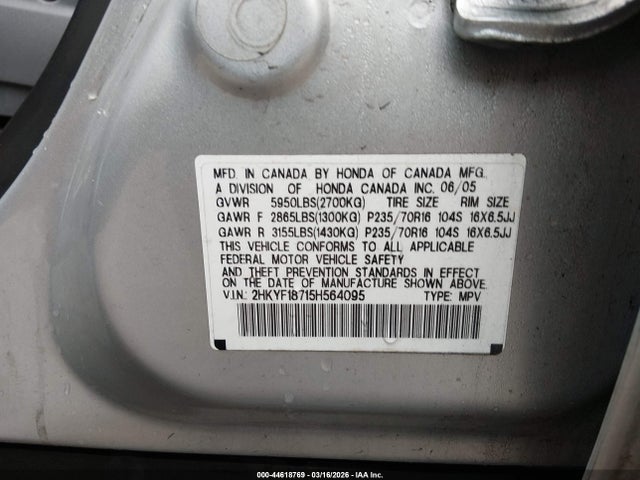 MFD. IN CANADA BY HONDA OF CANADA MFG.,
A DIVISION OF HONDA CANADA INC. 06/05
GVWR 5950LBS(2700KG) TIRE SIZE RIM SIZE
GAWR F 2865LBS(1300KG) P235/70R16 104S 16X6.5JJ
GAWR R 3155LBS(1430KG) P235/70R16 104S 16X6.5JJ
THIS VEHICLE CONFORMS TO ALL APPLICABLE
FEDERAL MOTOR VEHICLE SAFETY
AND THEFT PREVENTION STANDARDS IN EFFECT
ON THE DATE OF MANUFACTURE SHOWN ABOVE.
V.I.N.: 2HKYF18715H564095 TYPE: MPV
000-44618769 - 03/16/2026 - IAA Inc.